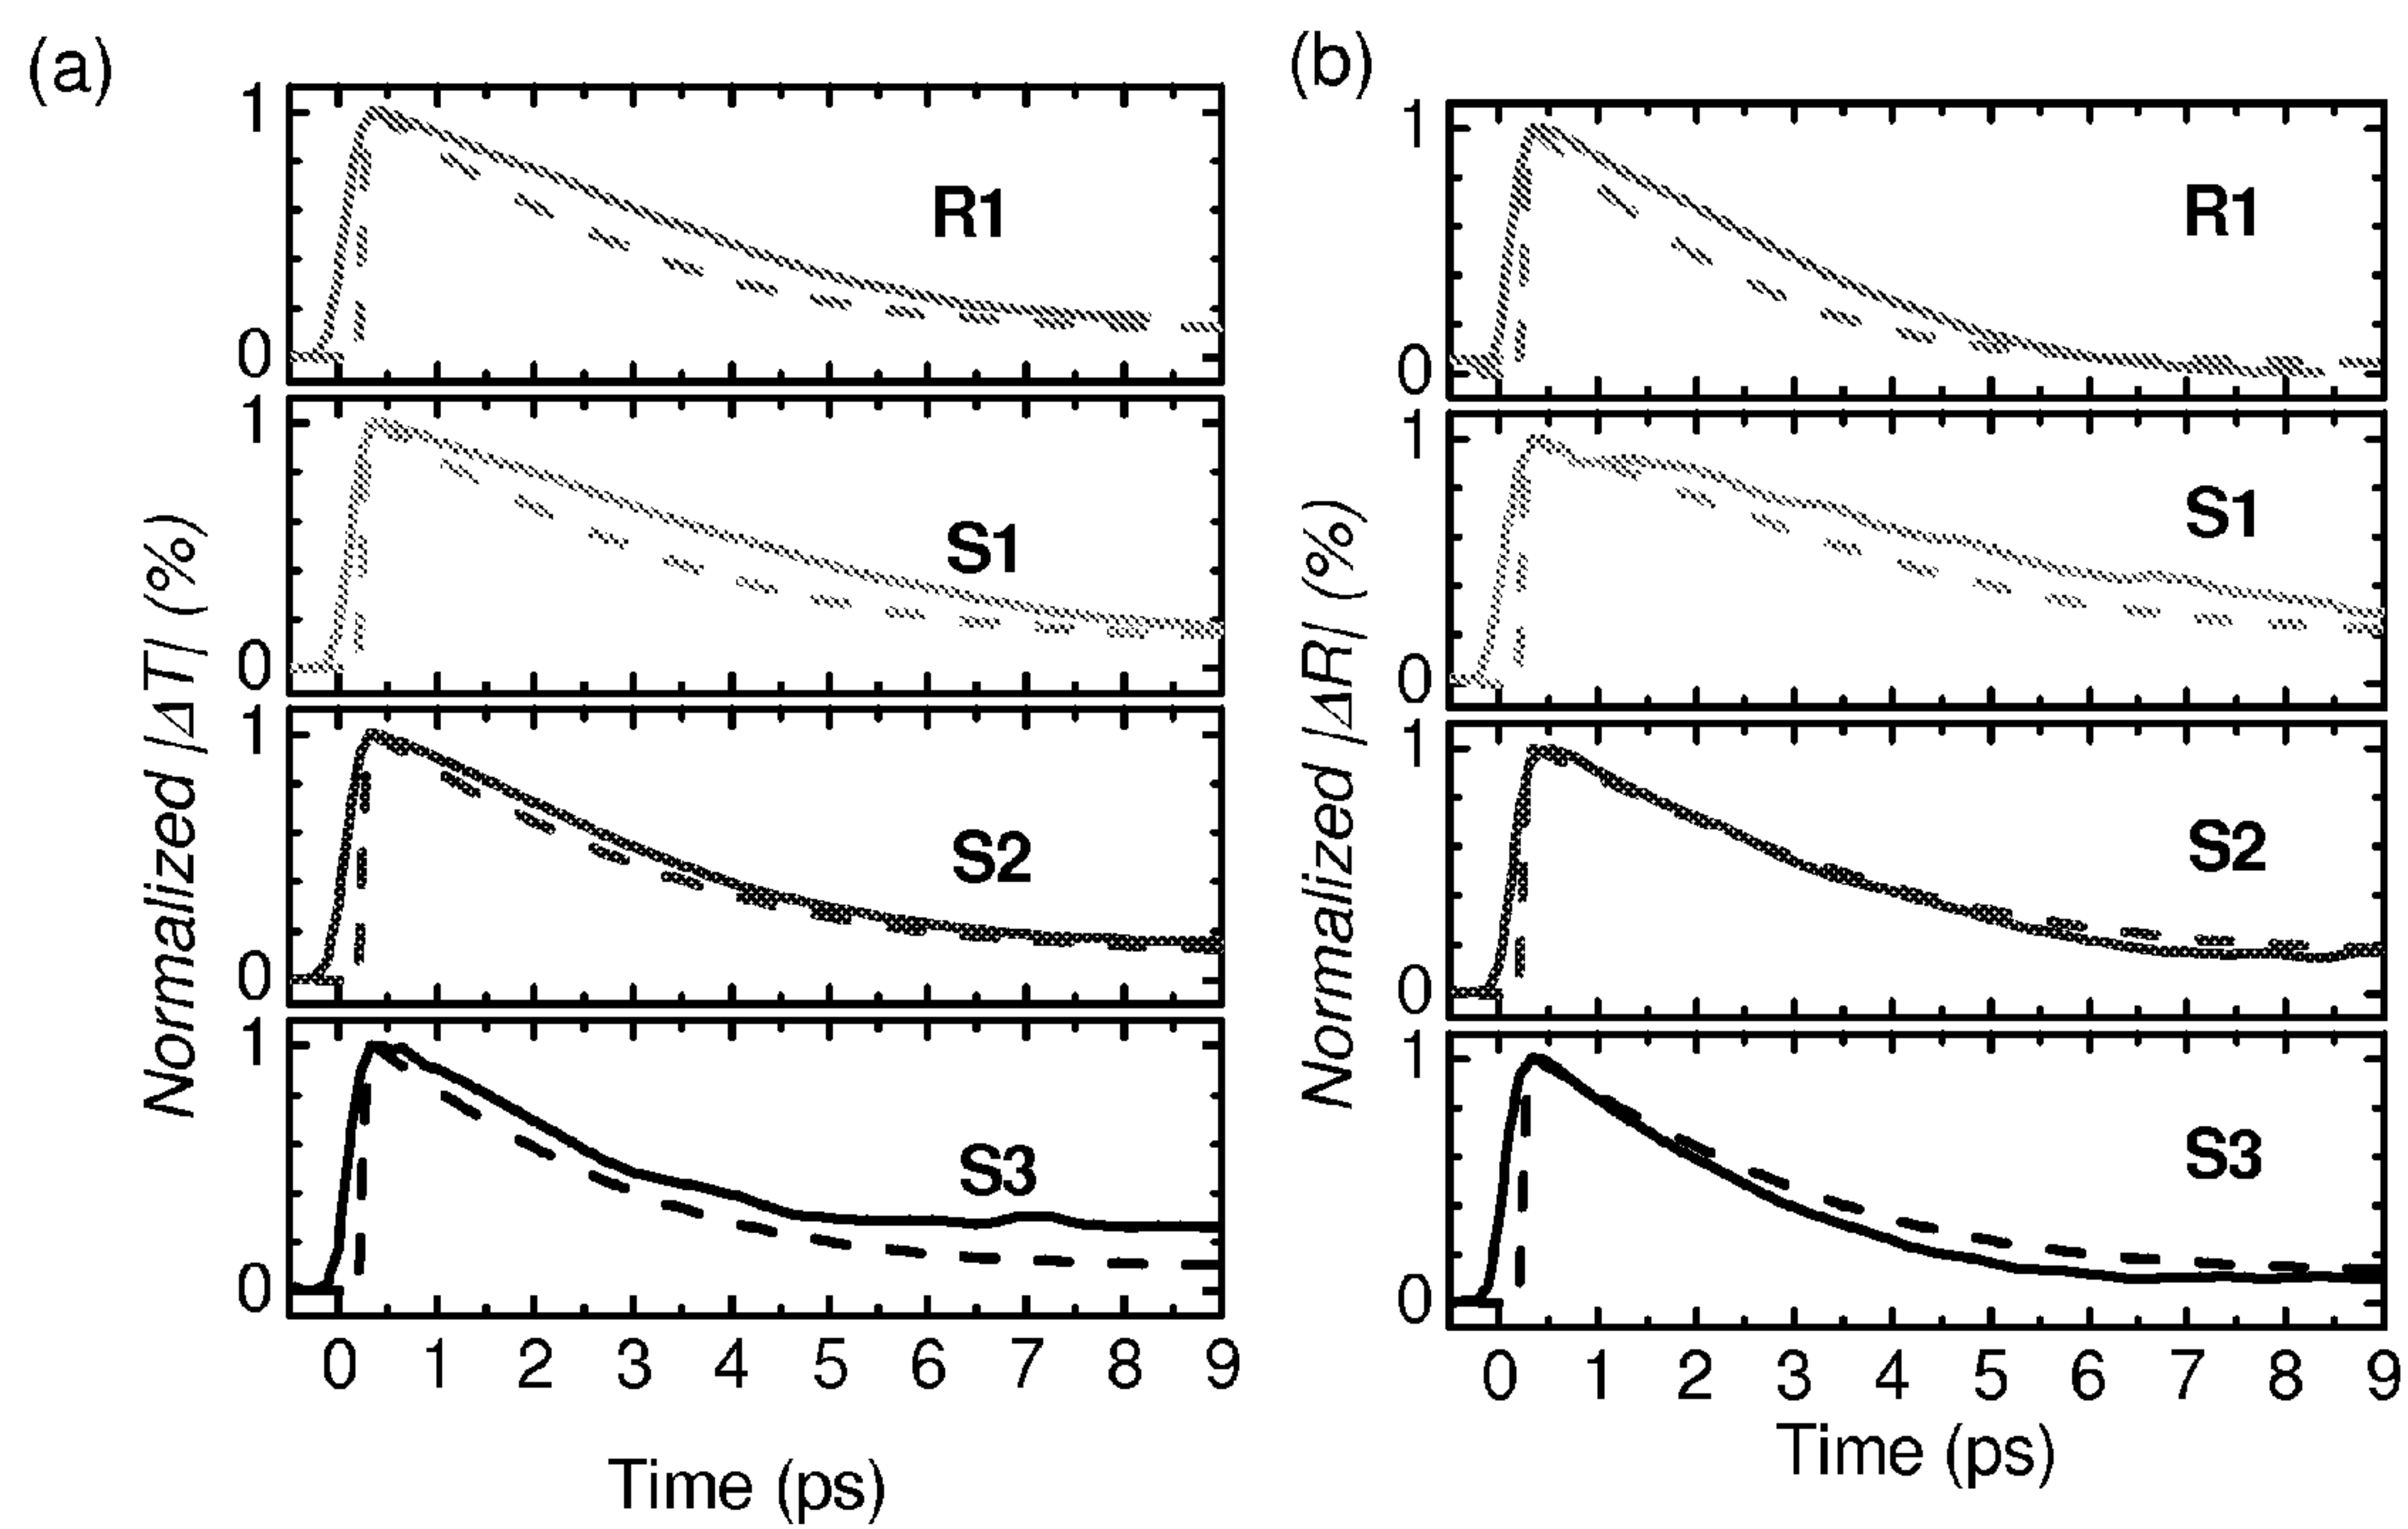 (a)
Normalized |ΔT| (%)
1
R1
0
1
S1
0
1
S2
0
1
S3
0
0 1 2 3 4 5 6 7 8 9
Time (ps)
(b)
Normalized |ΔR| (%)
1
R1
0
1
S1
0
1
S2
0
1
S3
0
0 1 2 3 4 5 6 7 8 9
Time (ps)